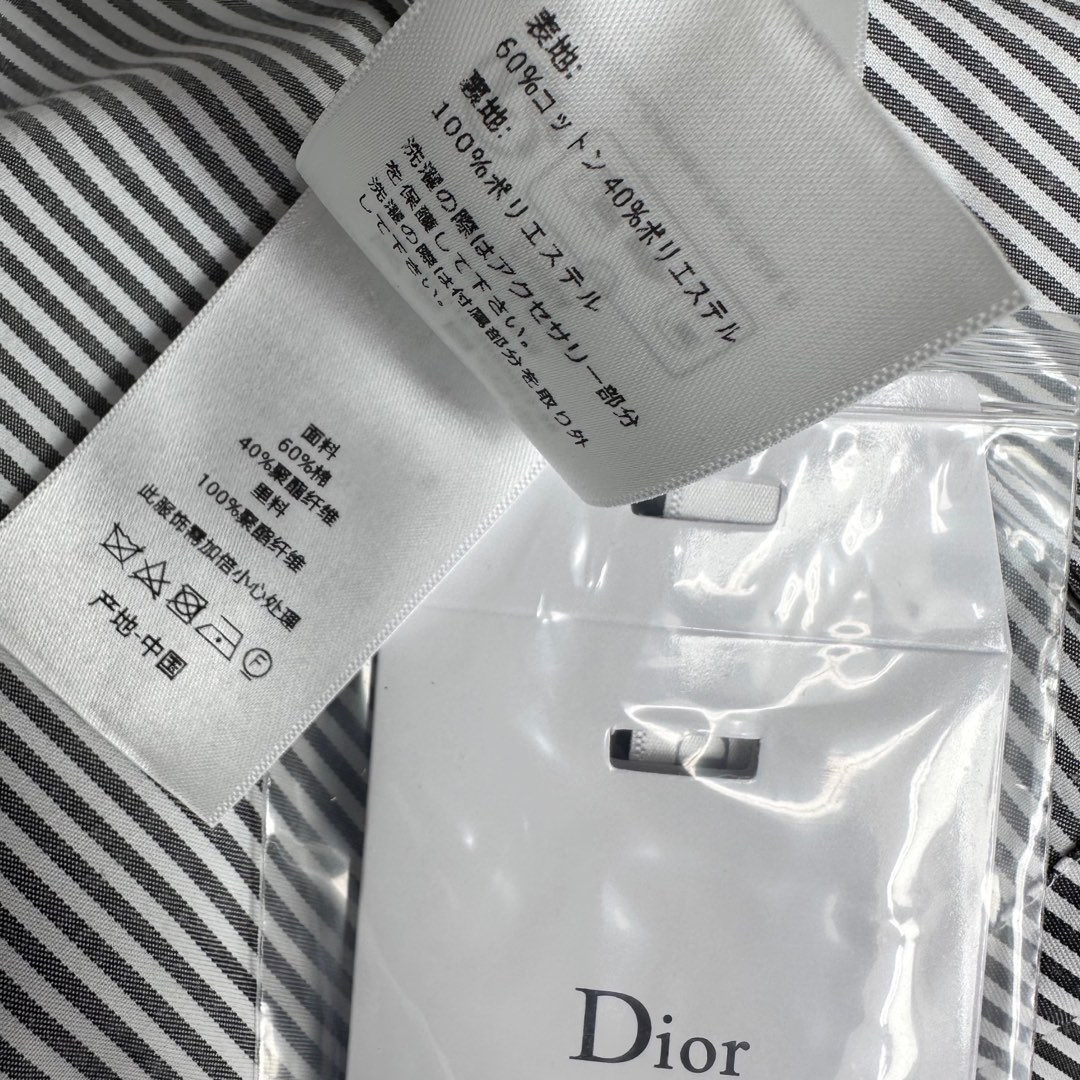 表地:
60%コットン40%ポリエステル
裏地:
100%ポリエステル
洗濯の際はアクセサリー部分
を保護して下さい。
洗濯の際は付属部分を取り外
して下さい。
面料
60%棉
40%聚酯纤维
里料
100%聚酯纤维
此服饰需加倍小心处理
F
产地-中国
Dior